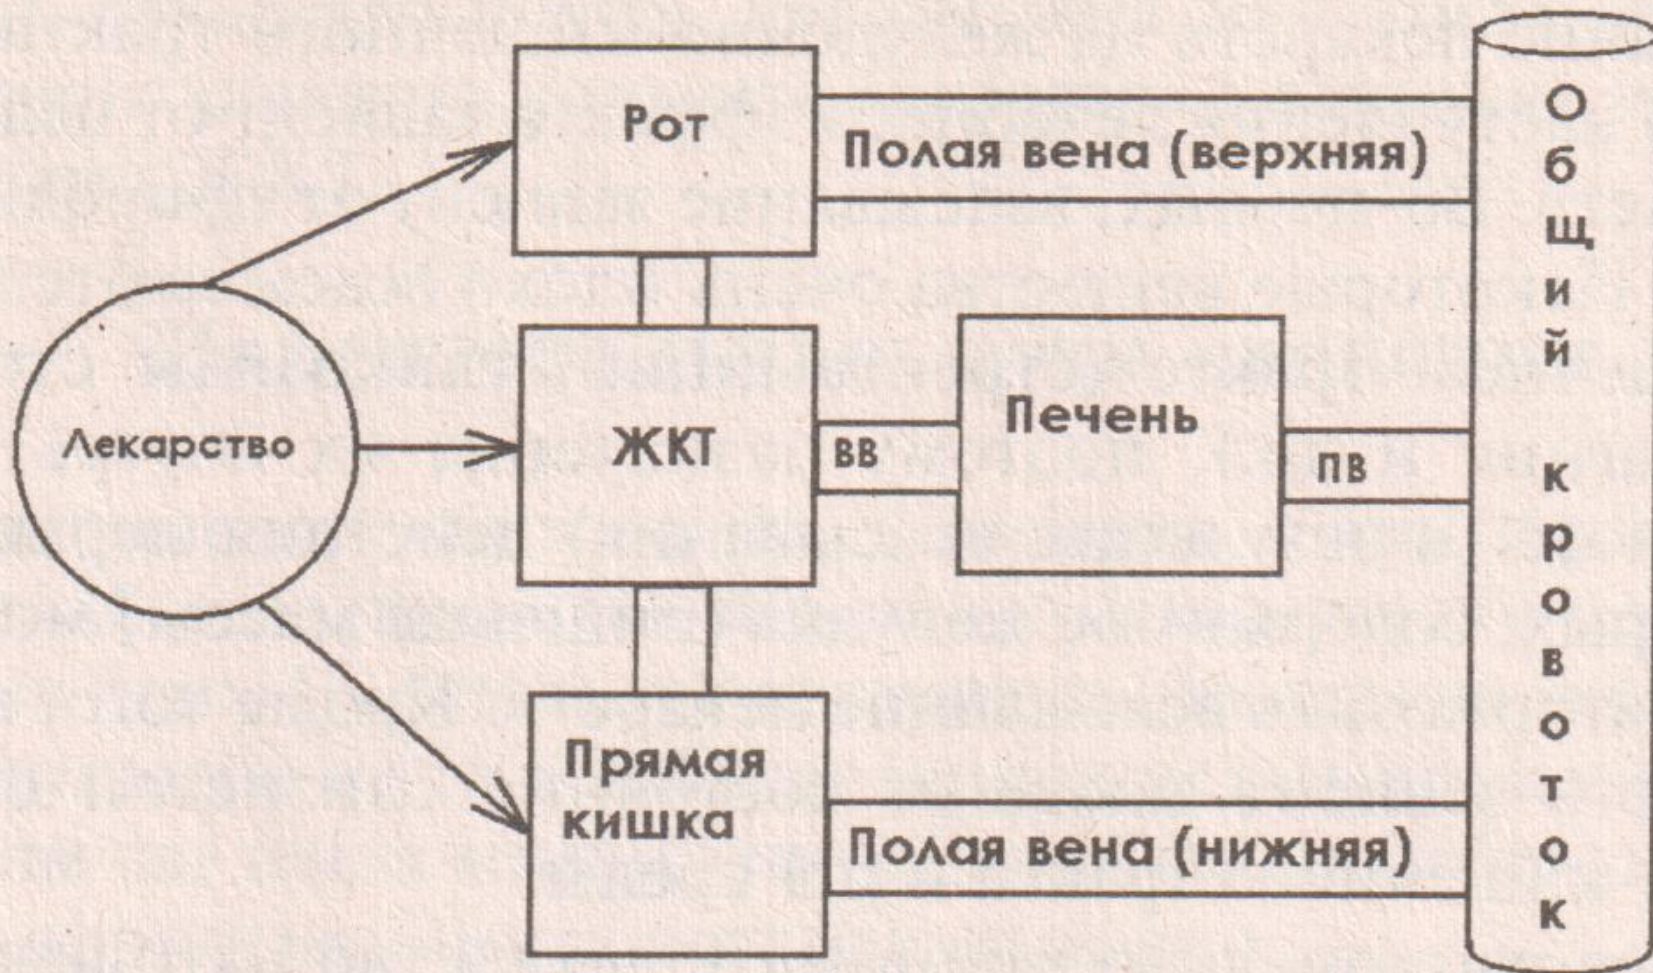 Рот
Полая вена (верхняя)
Лекарство
ЖКТ
ВВ
Печень
ПВ
Прямая
кишка
Полая вена (нижняя)
Общий кровоток